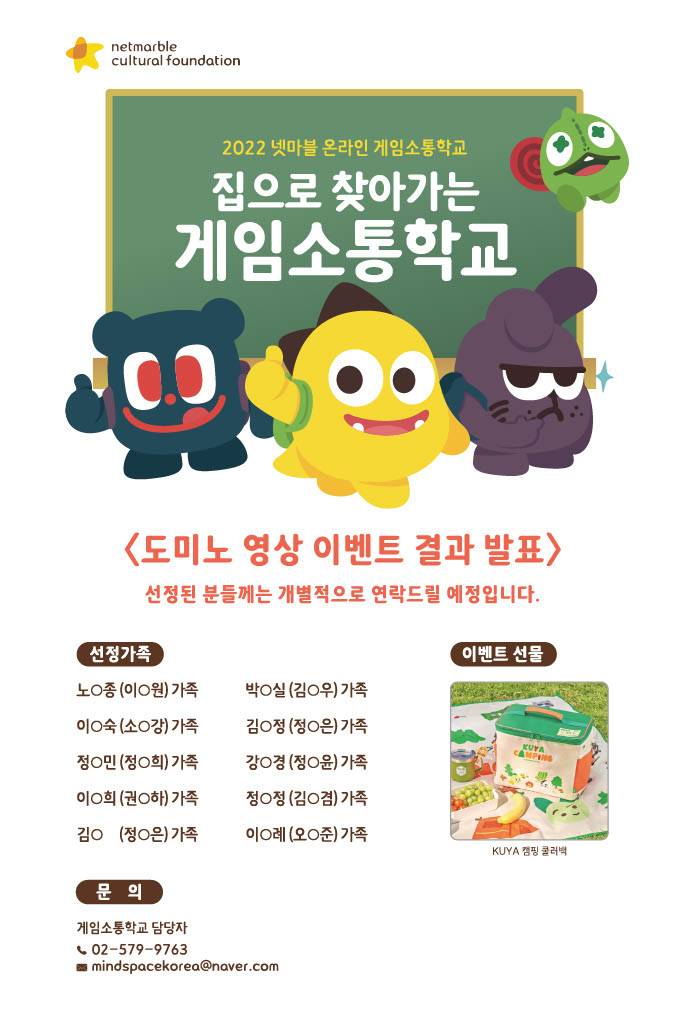 netmarble
cultural foundation
2022 넷마블 온라인 게임소통학교
집으로 찾아가는
게임소통학교
<도미노 영상 이벤트 결과 발표>
선정된 분들께는 개별적으로 연락드릴 예정입니다.
선정가족
노○종 (이○원) 가족
박○실 (김○우) 가족
이○숙 (소○강) 가족
김○정 (정○은) 가족
정○민 (정○희) 가족
강○경 (정○윤) 가족
이○희 (권○하) 가족
정○정 (김○겸) 가족
김○ (정○은) 가족
이○례 (오○준) 가족
이벤트 선물
KUYA
CAMPING
KUYA 캠핑 쿨러백
문 의
게임소통학교 담당자
02-579-9763
mindspacekorea@naver.com